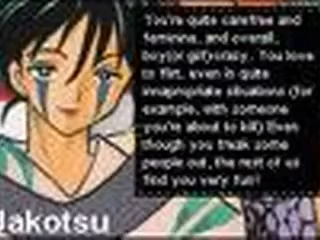 You're quite carefree and
feminine, and overall,
boy(or girl)crazy. You love
to flirt, even is quite
innapropriate situations (for
example, with someone
you're about to kill) Even
though you freak some
people out, the rest of us
find you very fun!
Jakotsu